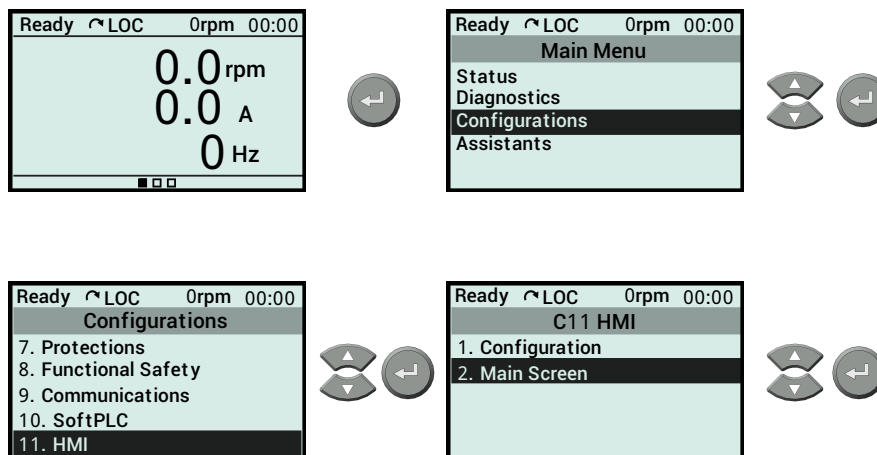 Ready LOC 0rpm 00:00
0.0 rpm
0.0 A
0 Hz
Ready LOC 0rpm 00:00
Main Menu
Status
Diagnostics
Configurations
Assistants
Ready LOC 0rpm 00:00
Configurations
7. Protections
8. Functional Safety
9. Communications
10. SoftPLC
11. HMI
Ready LOC 0rpm 00:00
C11 HMI
1. Configuration
2. Main Screen